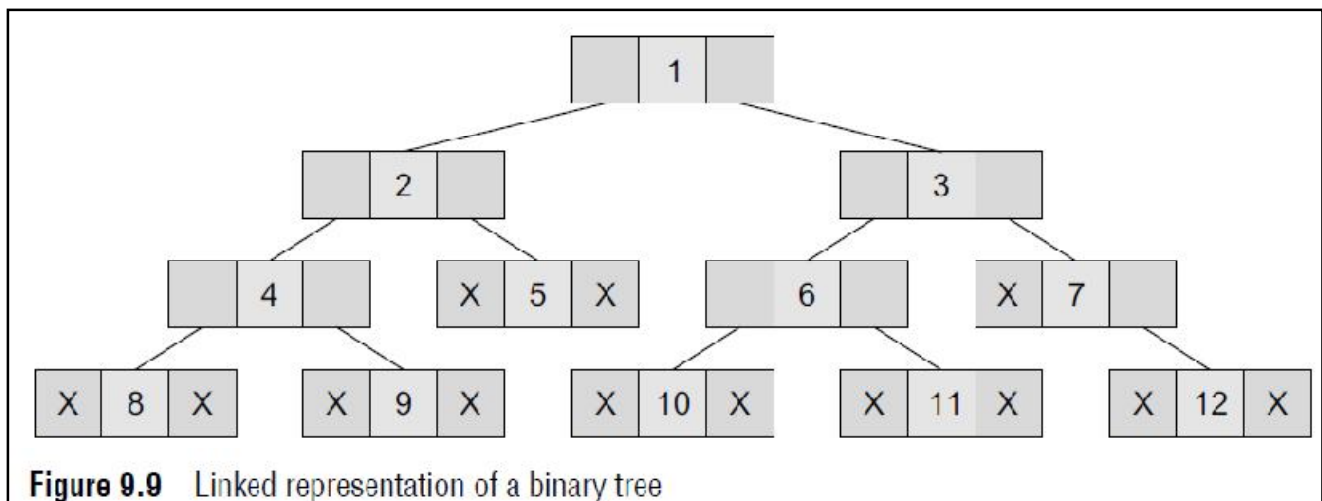 1
2 3
4 X 5 X 6 X 7
X 8 X X 9 X X 10 X X 11 X X 12 X
Figure 9.9 Linked representation of a binary tree